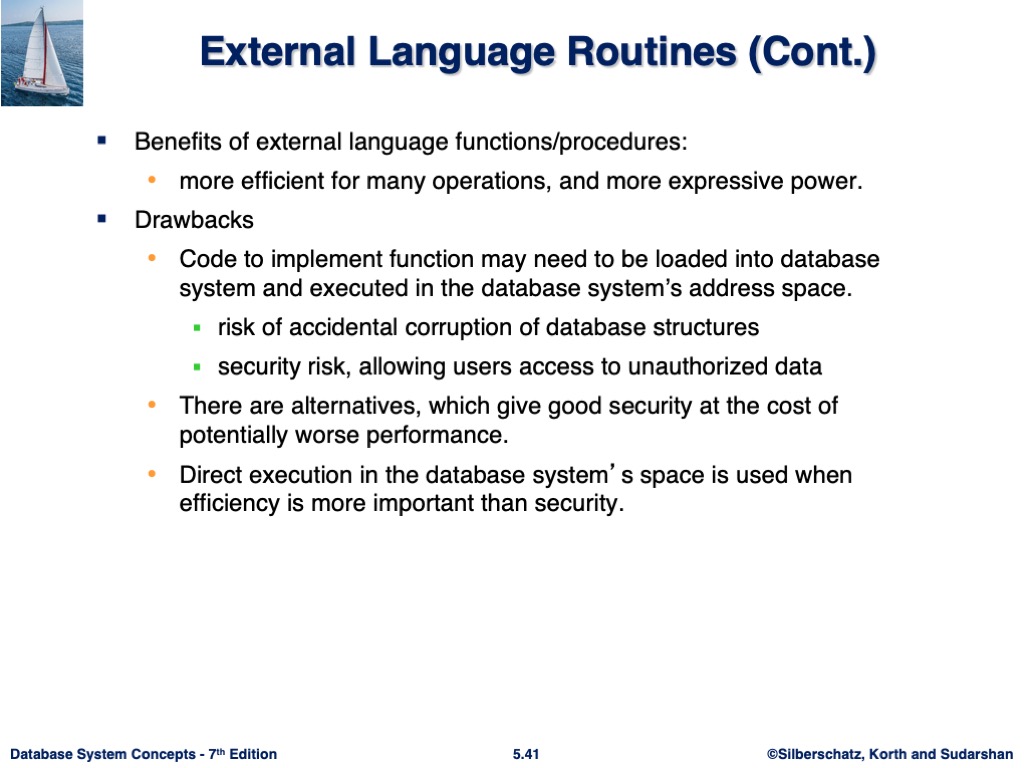 External Language Routines (Cont.)
▪ Benefits of external language functions/procedures:
• more efficient for many operations, and more expressive power.
▪ Drawbacks
• Code to implement function may need to be loaded into database
system and executed in the database system’s address space.
▪ risk of accidental corruption of database structures
▪ security risk, allowing users access to unauthorized data
• There are alternatives, which give good security at the cost of
potentially worse performance.
• Direct execution in the database system’ s space is used when
efficiency is more important than security.
Database System Concepts - 7th Edition
5.41
©Silberschatz, Korth and Sudarshan